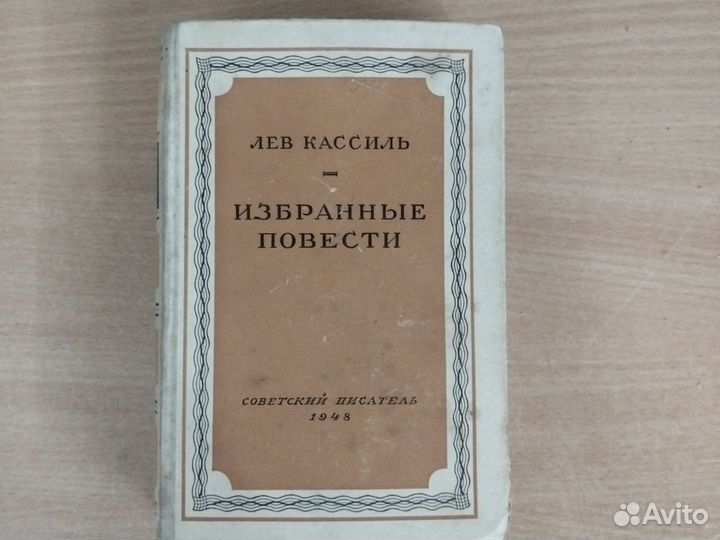 ЛЕВ КАССИЛЬ
ИЗБРАННЫЕ
ПОВЕСТИ
СОВЕТСКИЙ ПИСАТЕЛЬ
1948
Avito